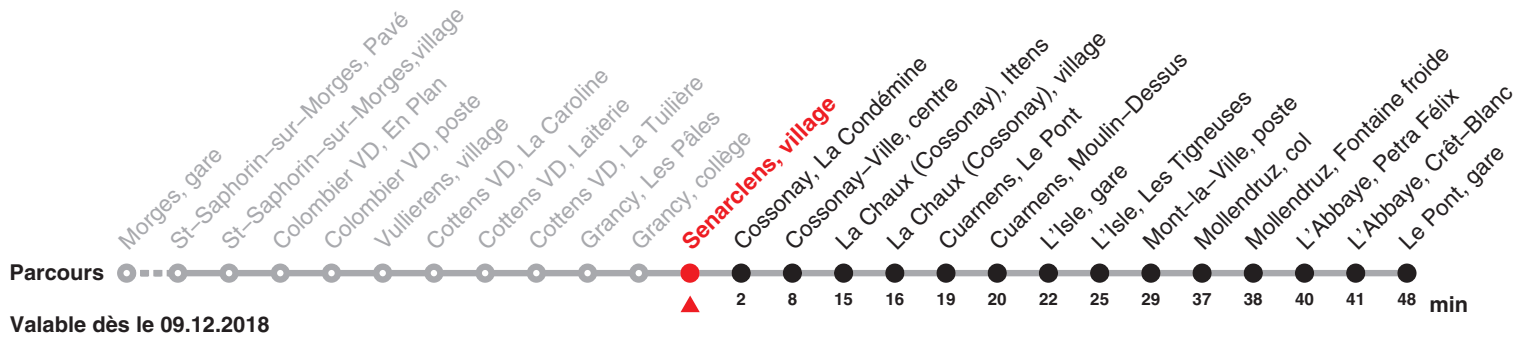 Morges, gare
St-Saphorin-sur-Morges, Pavé
St-Saphorin-sur-Morges,village
Colombier VD, En Plan
Colombier VD, poste
Vullierens, village
Cottens VD, La Caroline
Cottens VD, Laiterie
Cottens VD, La Tuilière
Grancy, Les Pâles
Grancy, collège
Senarclens, village
Cossonay, La Condémine
Cossonay-Ville, centre
La Chaux (Cossonay), Ittens
La Chaux (Cossonay), village
Cuarnens, Le Pont
Cuarnens, Moulin-Dessus
L'Isle, gare
L'Isle, Les Tigneuses
Mont-la-Ville, poste
Mollendruz, col
Mollendruz, Fontaine froide
L'Abbaye, Petra Félix
L'Abbaye, Crêt-Blanc
Le Pont, gare
Parcours
2 8 15 16 19 20 22 25 29 37 38 40 41 48 min
Valable dès le 09.12.2018